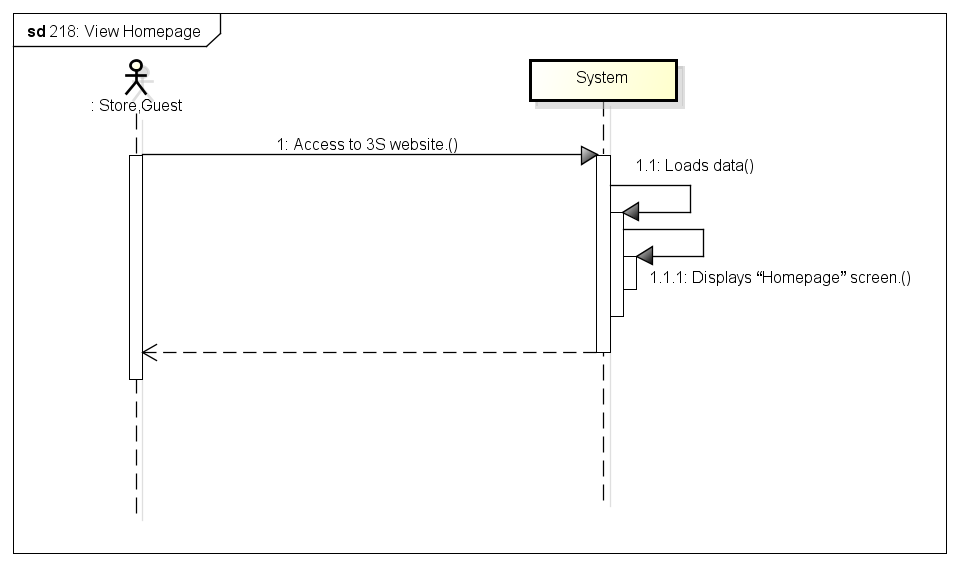 sd 218: View Homepage
: Store,Guest
System
1: Access to 3S website.()
1.1: Loads data()
1.1.1: Displays “Homepage” screen.()